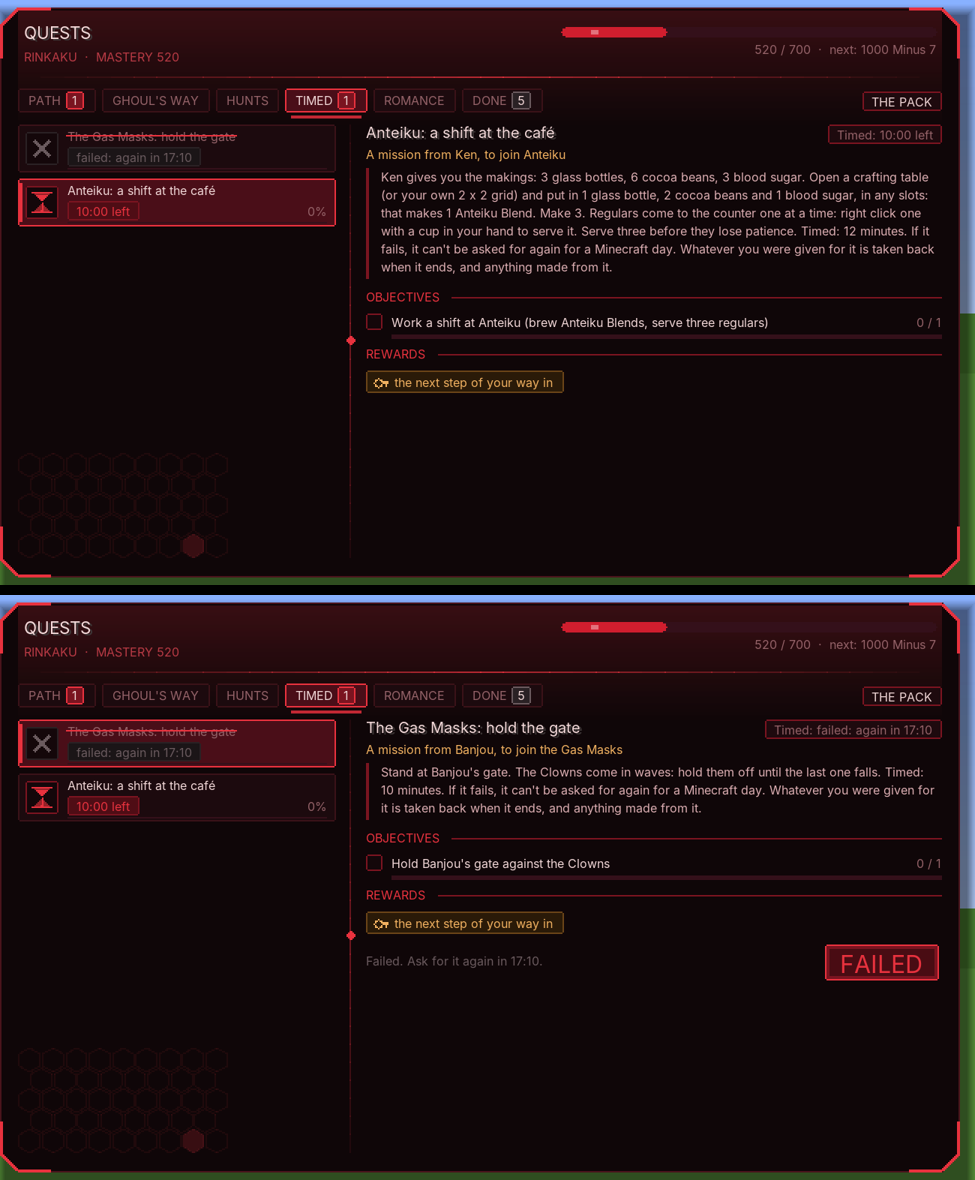 QUESTS
RINKAKU · MASTERY 520
520 / 700 · next: 1000 Minus 7
PATH 1 GHOUL'S WAY HUNTS TIMED 1 ROMANCE DONE 5 THE PACK
The Gas Masks: hold the gate
failed: again in 17:10
Anteiku: a shift at the café
10:00 left 0%
Anteiku: a shift at the café Timed: 10:00 left
A mission from Ken, to join Anteiku
Ken gives you the makings: 3 glass bottles, 6 cocoa beans, 3 blood sugar. Open a crafting table
(or your own 2 x 2 grid) and put in 1 glass bottle, 2 cocoa beans and 1 blood sugar, in any slots:
that makes 1 Anteiku Blend. Make 3. Regulars come to the counter one at a time: right click one
with a cup in your hand to serve it. Serve three before they lose patience. Timed: 12 minutes. If it
fails, it can't be asked for again for a Minecraft day. Whatever you were given for it is taken back
when it ends, and anything made from it.
OBJECTIVES
Work a shift at Anteiku (brew Anteiku Blends, serve three regulars) 0 / 1
REWARDS
the next step of your way in
QUESTS
RINKAKU · MASTERY 520
520 / 700 · next: 1000 Minus 7
PATH 1 GHOUL'S WAY HUNTS TIMED 1 ROMANCE DONE 5 THE PACK
The Gas Masks: hold the gate
failed: again in 17:10
Anteiku: a shift at the café
10:00 left 0%
The Gas Masks: hold the gate Timed: failed: again in 17:10
A mission from Banjou, to join the Gas Masks
Stand at Banjou's gate. The Clowns come in waves: hold them off until the last one falls. Timed:
10 minutes. If it fails, it can't be asked for again for a Minecraft day. Whatever you were given for
it is taken back when it ends, and anything made from it.
OBJECTIVES
Hold Banjou's gate against the Clowns 0 / 1
REWARDS
the next step of your way in
Failed. Ask for it again in 17:10. FAILED